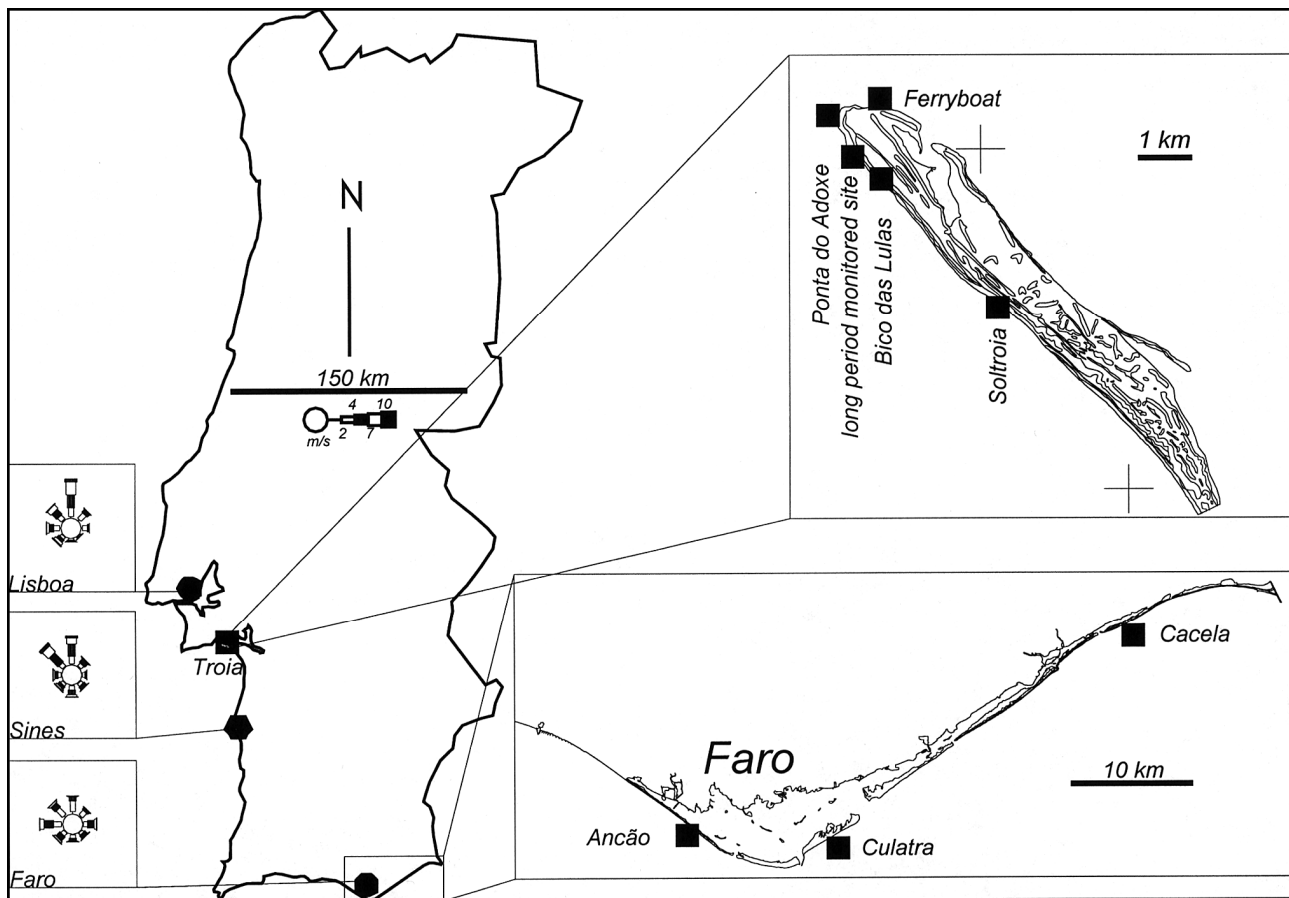 N
150 km
4 10
m/s 2 7
Lisboa
Sines
Faro
Troia
Ferryboat
1 km
Ponta do Adoxe
long period monitored site
Bico das Lulas
Soltroia
Faro
10 km
Ancão
Culatra
Cacela